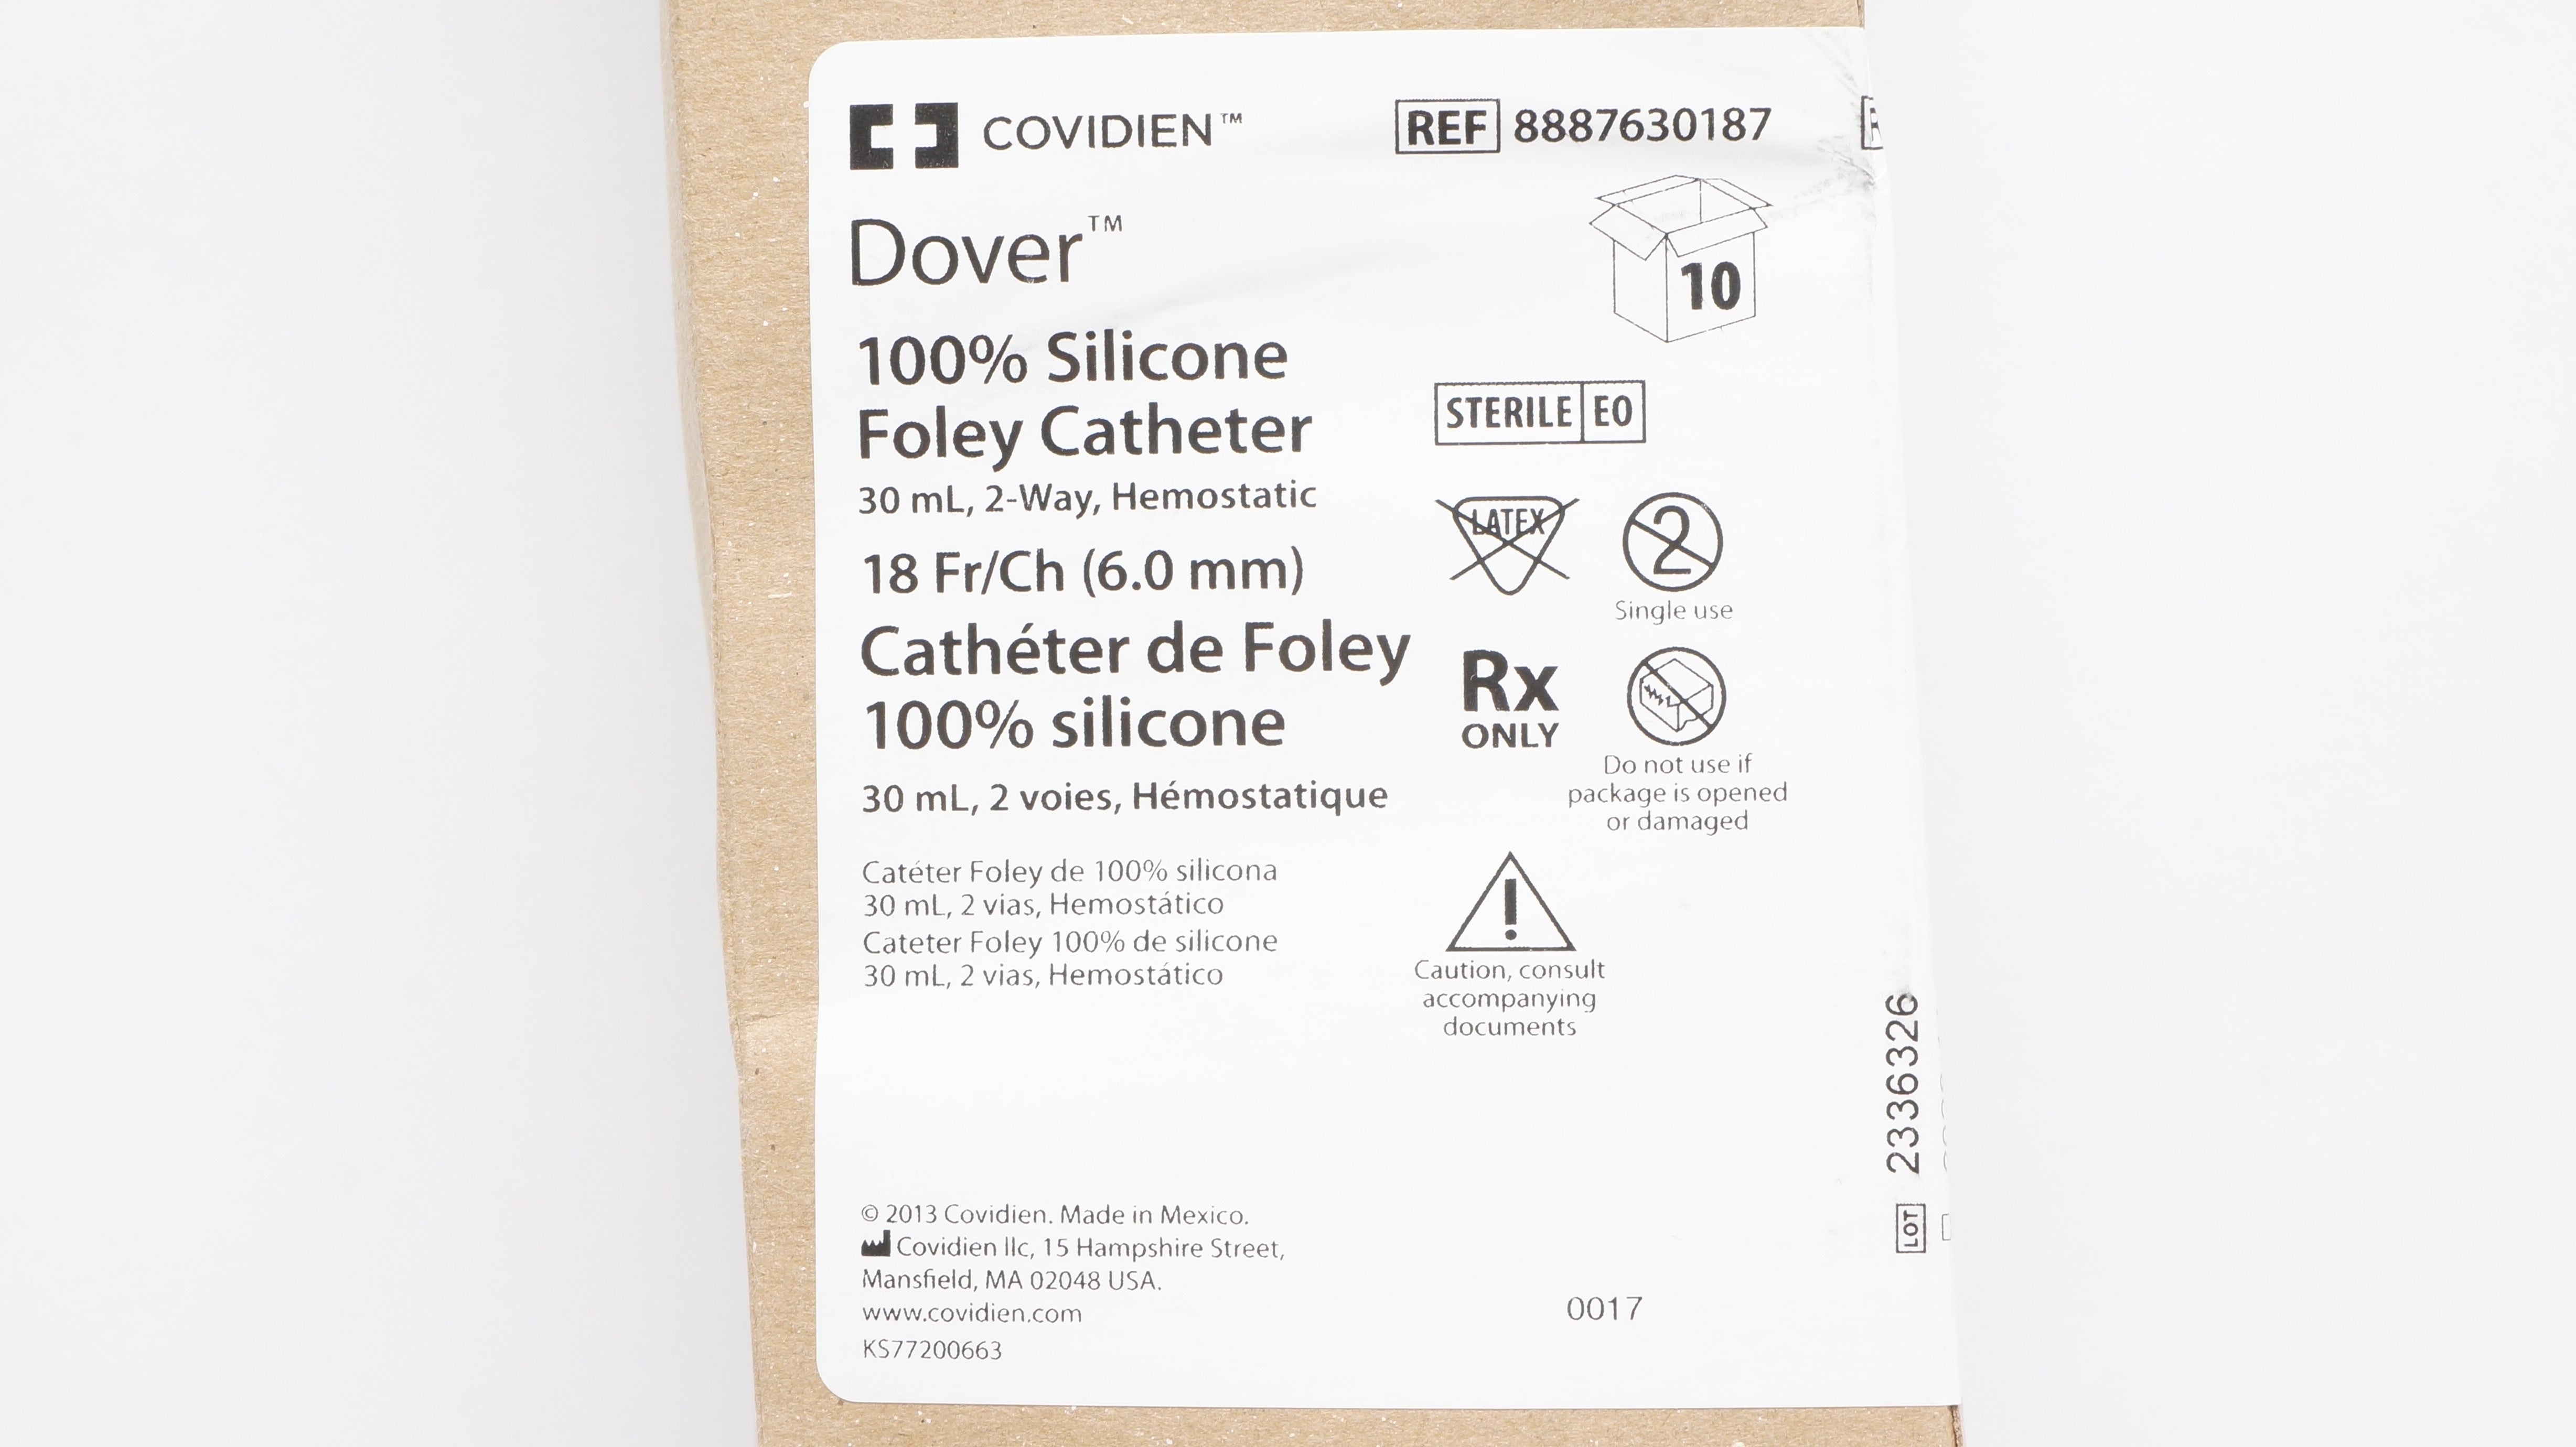 COVIDIEN™
REF 8887630187
Dover™
10
100% Silicone
Foley Catheter
30 mL, 2-Way, Hemostatic
18 Fr/Ch (6.0 mm)
Cathéter de Foley
100% silicone
30 mL, 2 voies, Hémostatique
Catéter Foley de 100% silicona
30 mL, 2 vias, Hemostático
Cateter Foley 100% de silicone
30 mL, 2 vias, Hemostático
STERILE EO
LATEX
2
Single use
Rx
ONLY
Do not use if
package is opened
or damaged
!
Caution, consult
accompanying
documents
© 2013 Covidien. Made in Mexico.
Covidien llc, 15 Hampshire Street,
Mansfield, MA 02048 USA.
www.covidien.com
KS77200663
0017
LOT 2336326